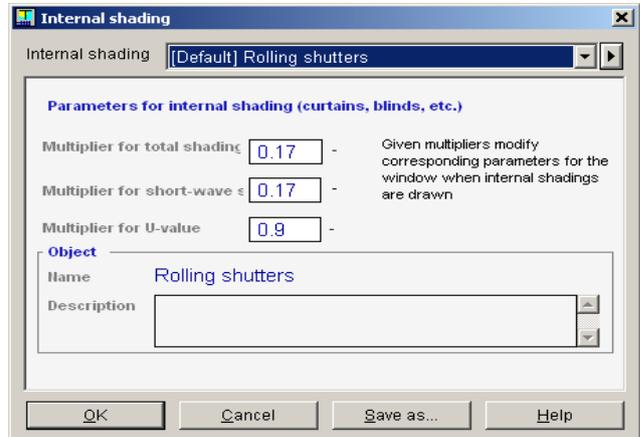 Internal shading
Internal shading [Default] Rolling shutters
Parameters for internal shading (curtains, blinds, etc.)
Multiplier for total shading 0.17 -
Given multipliers modify
corresponding parameters for the
window when internal shadings
are drawn
Multiplier for short-wave s 0.17 -
Multiplier for U-value 0.9 -
Object
Name Rolling shutters
Description
OK Cancel Save as... Help